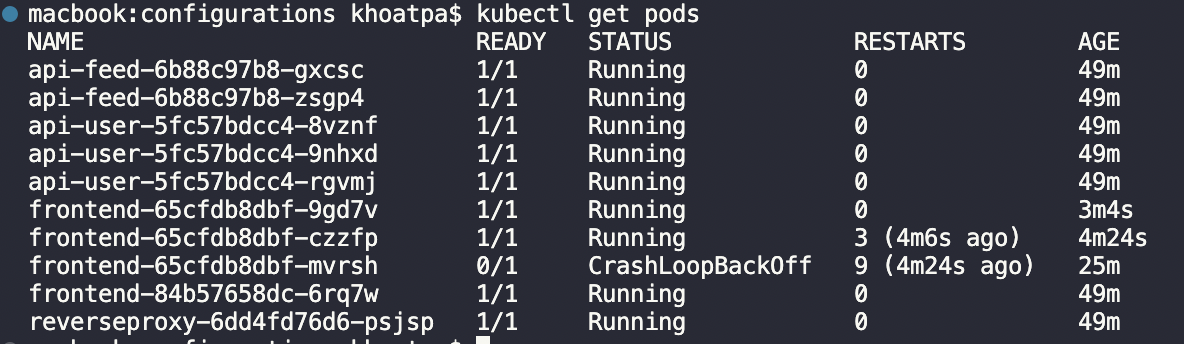 macbook:configurations khoatpa$ kubectl get pods
NAME READY STATUS RESTARTS AGE
api-feed-6b88c97b8-gxcsc 1/1 Running 0 49m
api-feed-6b88c97b8-zsgp4 1/1 Running 0 49m
api-user-5fc57bdcc4-8vznf 1/1 Running 0 49m
api-user-5fc57bdcc4-9nhxd 1/1 Running 0 49m
api-user-5fc57bdcc4-rgvmj 1/1 Running 0 49m
frontend-65cfdb8dbf-9gd7v 1/1 Running 0 3m4s
frontend-65cfdb8dbf-czzfp 1/1 Running 3 (4m6s ago) 4m24s
frontend-65cfdb8dbf-mvrsh 0/1 CrashLoopBackOff 9 (4m24s ago) 25m
frontend-84b57658dc-6rq7w 1/1 Running 0 49m
reverseproxy-6dd4fd76d6-psjsp 1/1 Running 0 49m